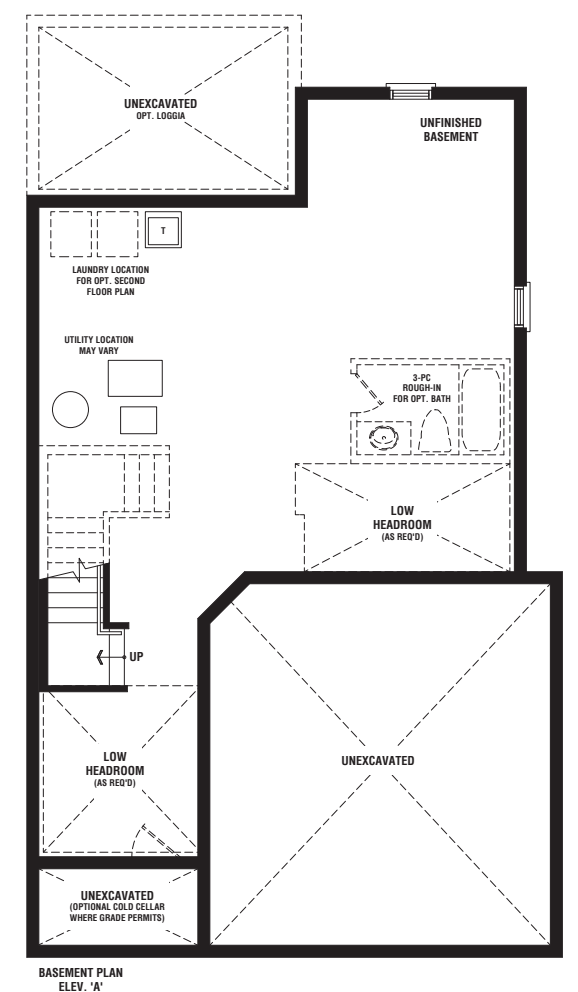 UNEXCAVATED
OPT. LOGGIA
UNFINISHED
BASEMENT
T
LAUNDRY LOCATION
FOR OPT. SECOND
FLOOR PLAN
UTILITY LOCATION
MAY VARY
3-PC
ROUGH-IN
FOR OPT. BATH
LOW
HEADROOM
(AS REQ'D)
UP
LOW
HEADROOM
(AS REQ'D)
UNEXCAVATED
UNEXCAVATED
(OPTIONAL COLD CELLAR
WHERE GRADE PERMITS)
BASEMENT PLAN
ELEV. 'A'